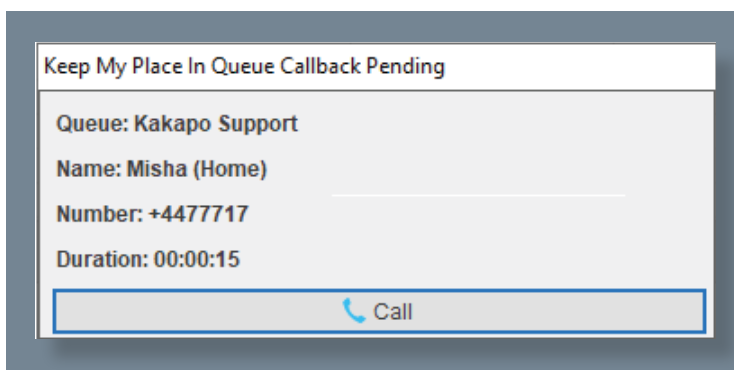 Keep My Place In Queue Callback Pending
Queue: Kakapo Support
Name: Misha (Home)
Number: +4477717
Duration: 00:00:15
Call